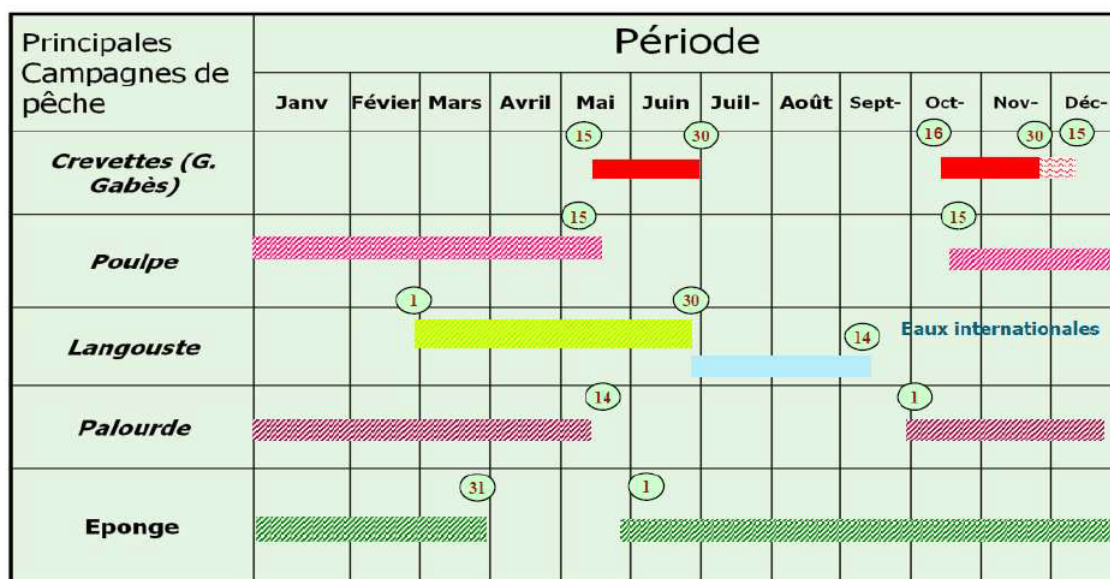 Principales
Campagnes de
pêche
Période
Janv Févier Mars Avril Mai Juin Juil- Août Sept- Oct- Nov- Déc-
Crevettes (G.
Gabès)
15 30 16 30 15
Poulpe
15 15
Langouste
1 30 14
Eaux internationales
Palourde
14 1
Eponge
31 1